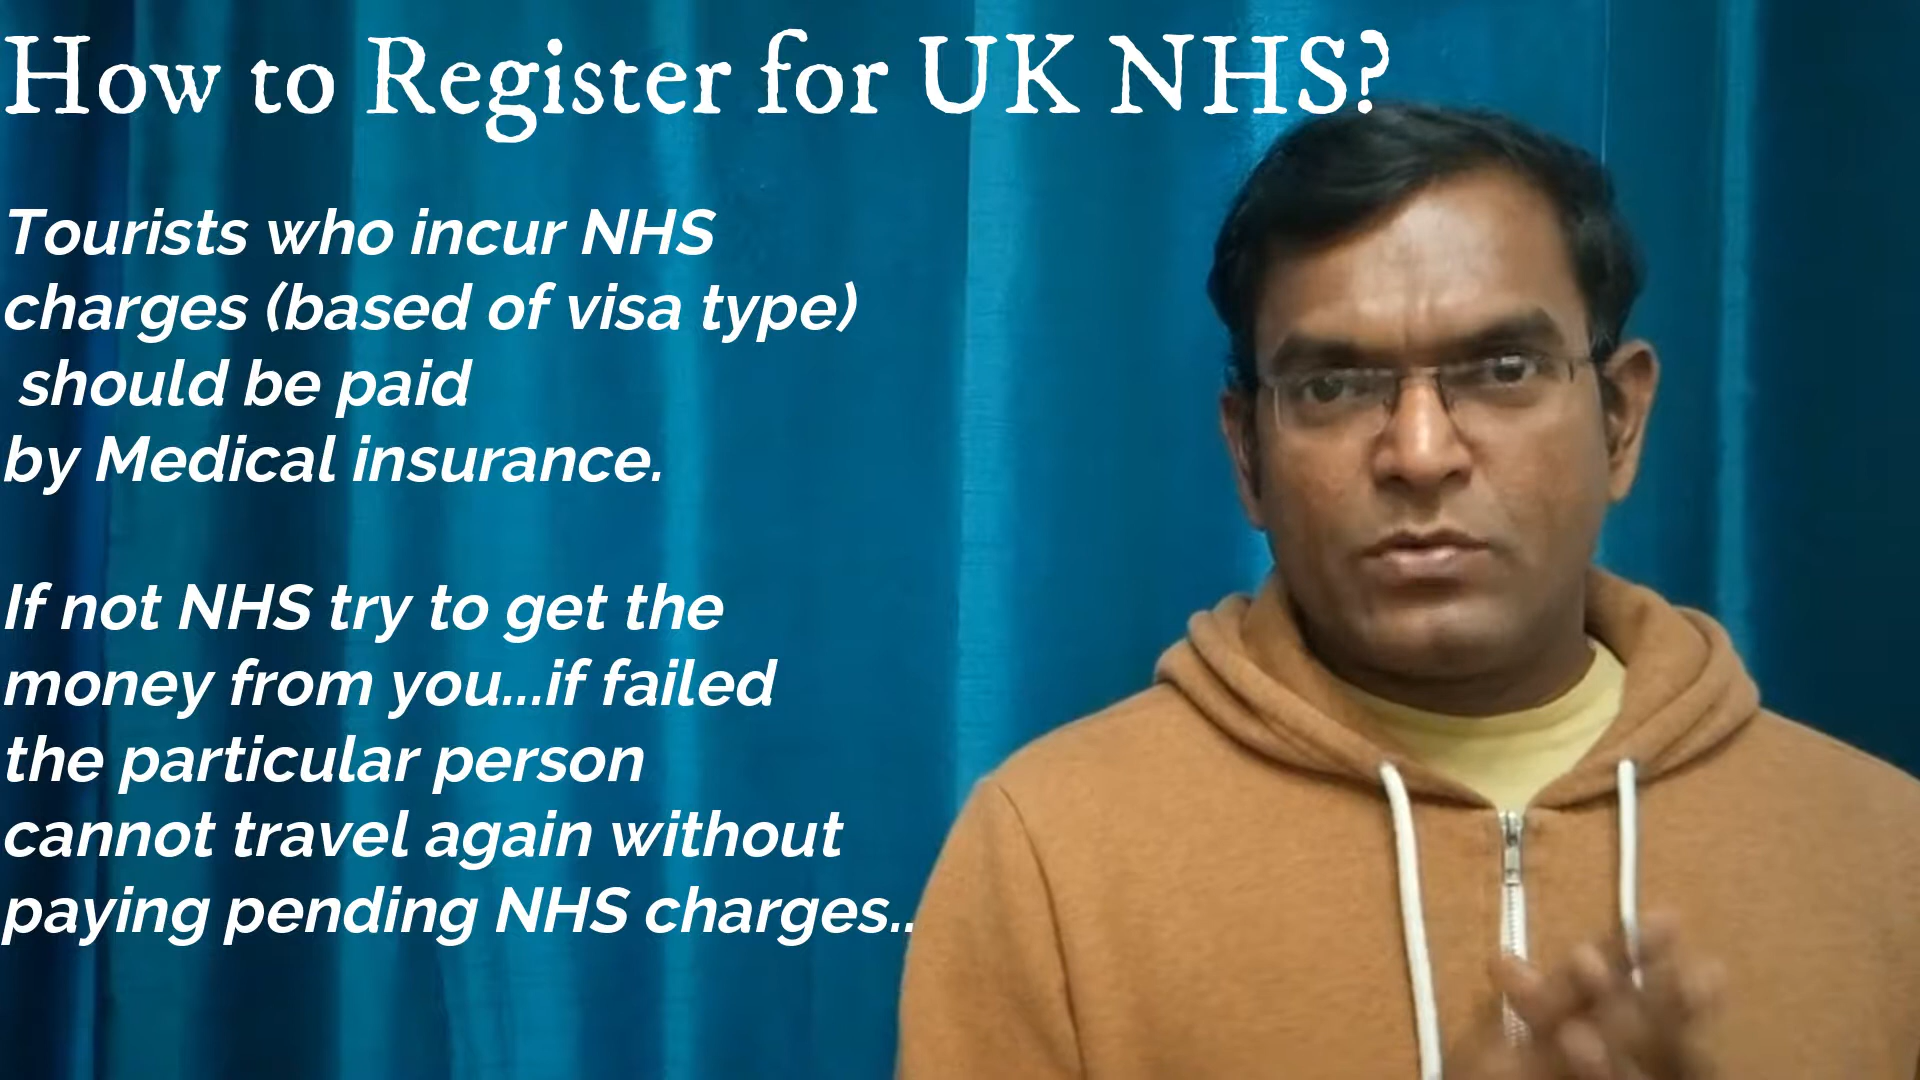 How to Register for UK NHS?
Tourists who incur NHS
charges (based of visa type)
should be paid
by Medical insurance.
If not NHS try to get the
money from you...if failed
the particular person
cannot travel again without
paying pending NHS charges..